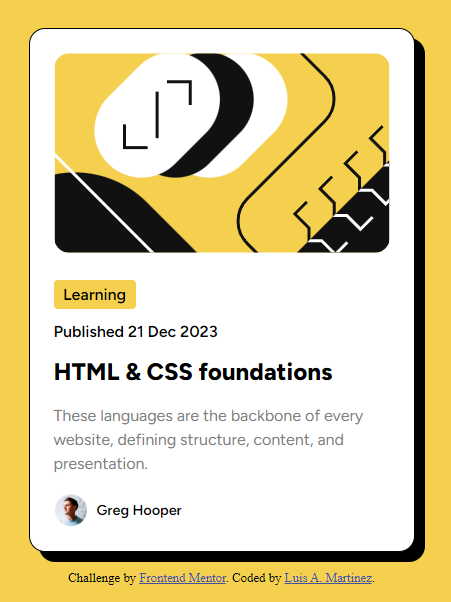 Learning
Published 21 Dec 2023
HTML & CSS foundations
These languages are the backbone of every
website, defining structure, content, and
presentation.
Greg Hooper
Challenge by Frontend Mentor. Coded by Luis A. Martinez.